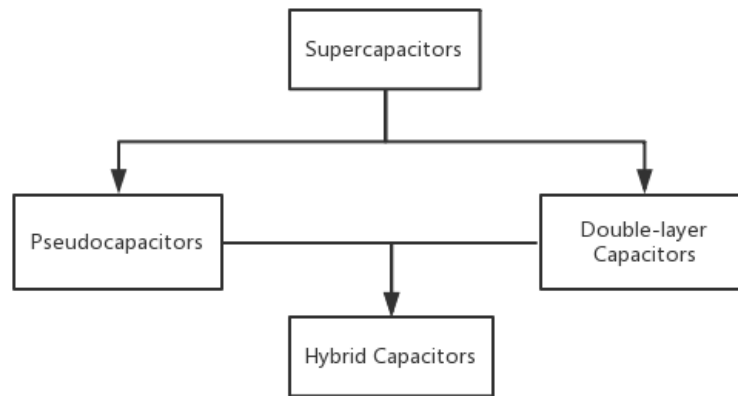 Supercapacitors
Pseudocapacitors
Double-layer
Capacitors
Hybrid Capacitors